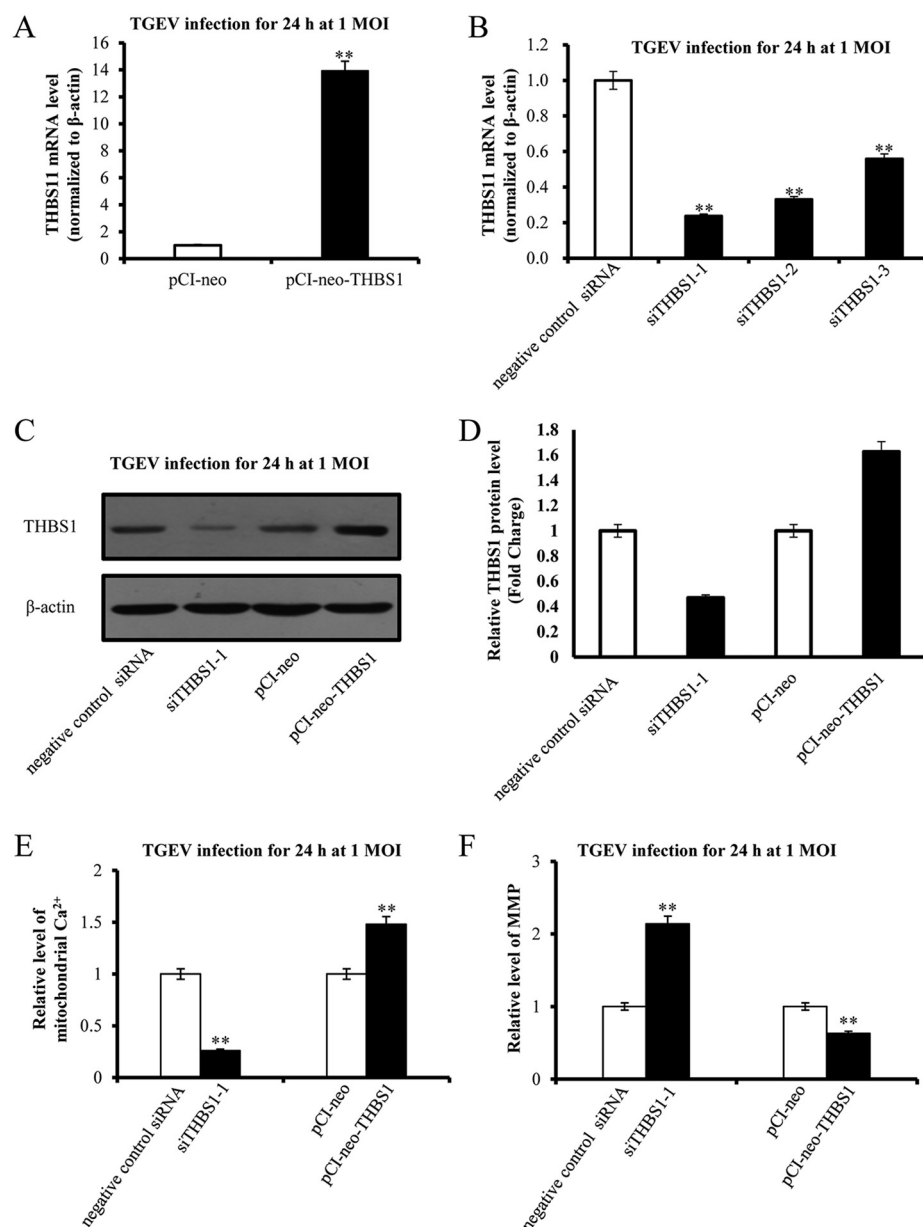 A
TGEV infection for 24 h at 1 MOI
THBS11 mRNA level
(normalized to β-actin)
16
14
12
10
8
6
4
2
0
**
pCI-neo
pCI-neo-THBS1
B
TGEV infection for 24 h at 1 MOI
THBS11 mRNA level
(normalized to β-actin)
1.2
1.0
0.8
0.6
0.4
0.2
0.0
**
**
**
negative control siRNA
siTHBS1-1
siTHBS1-2
siTHBS1-3
C
TGEV infection for 24 h at 1 MOI
THBS1
β-actin
negative control siRNA
siTHBS1-1
pCI-neo
pCI-neo-THBS1
D
Relative THBS1 protein level
(Fold Charge)
1.8
1.6
1.4
1.2
1
0.8
0.6
0.4
0.2
0
negative control siRNA
siTHBS1-1
pCI-neo
pCI-neo-THBS1
E
TGEV infection for 24 h at 1 MOI
Relative level of
mitochondrial Ca²⁺
2
1.5
1
0.5
0
**
**
negative control siRNA
siTHBS1-1
pCI-neo
pCI-neo-THBS1
F
TGEV infection for 24 h at 1 MOI
Relative level of MMP
3
2
1
0
**
**
negative control siRNA
siTHBS1-1
pCI-neo
pCI-neo-THBS1